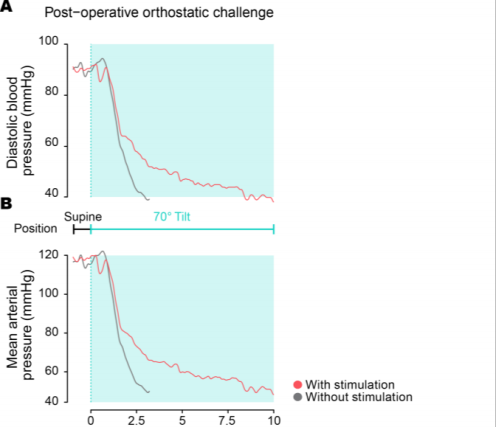 A
Post-operative orthostatic challenge
Diastolic blood
pressure (mmHg)
100
80
60
40
B
Position
Supine
70° Tilt
Mean arterial
pressure (mmHg)
120
100
80
60
40
0
2.5
5
7.5
10
With stimulation
Without stimulation